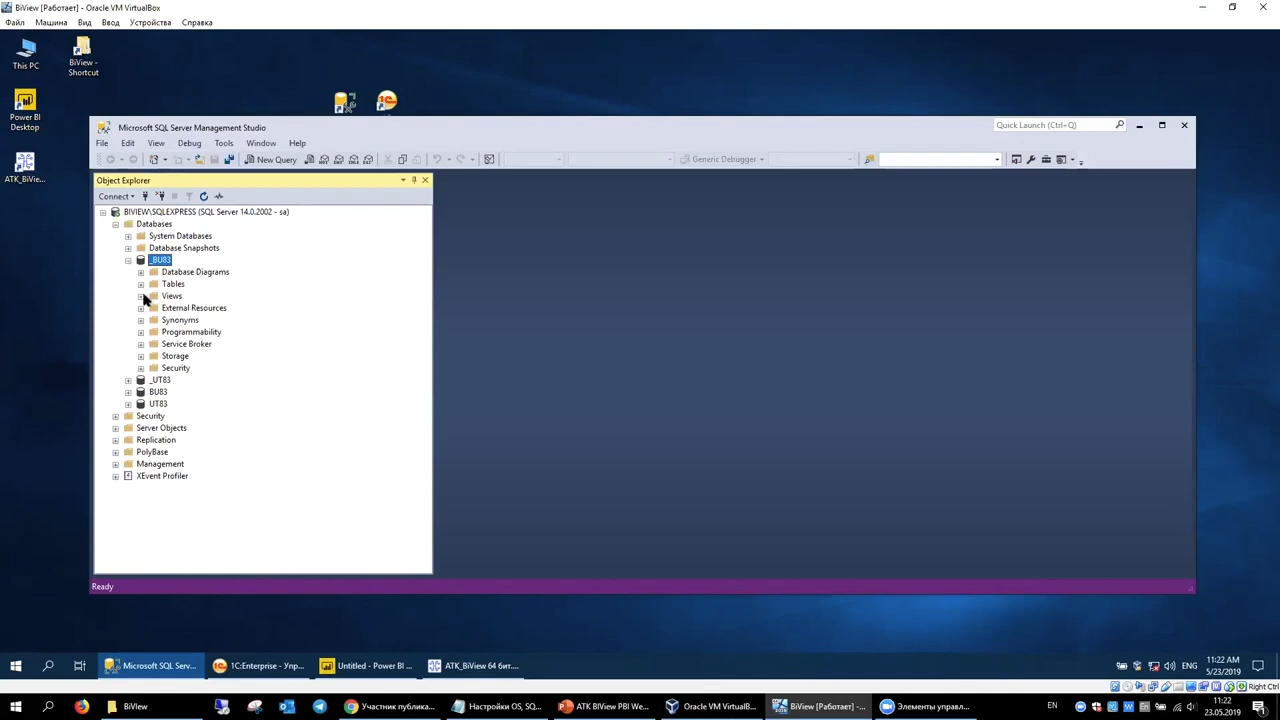 BiView [Работает] - Oracle VM VirtualBox
Файл Машина Вид Ввод Устройства Справка
This PC
BiView - Shortcut
Power BI Desktop
ATK_BiVie...
Microsoft SQL Server Management Studio
Quick Launch (Ctrl+Q)
File Edit View Debug Tools Window Help
New Query
Generic Debugger
Object Explorer
Connect
BIVIEW\SQLEXPRESS (SQL Server 14.0.2002 - sa)
Databases
System Databases
Database Snapshots
_BU83
Database Diagrams
Tables
Views
External Resources
Synonyms
Programmability
Service Broker
Storage
Security
_UT83
BU83
UT83
Security
Server Objects
Replication
PolyBase
Management
XEvent Profiler
Ready
Microsoft SQL Serv...
1C:Enterprise - Упр...
Untitled - Power BI ...
ATK_BiView 64 бит....
ENG
11:22 AM
5/23/2019
Right Ctrl
BiView
Участник публика...
Настройки OS, SQ...
ATK BIView PBI We...
Oracle VM VirtualB...
BiView [Работает] -...
Элементы управл...
EN
11:22
23.05.2019